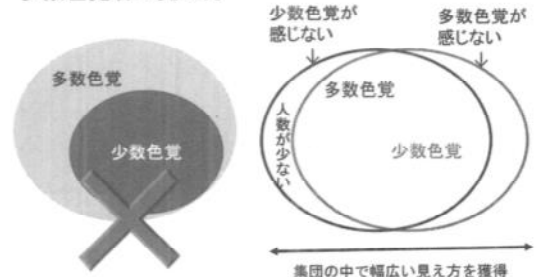 多数色覚
少数色覚
少数色覚が
感じない
多数色覚が
感じない
多数色覚
人数が少ない
少数色覚
集団の中で幅広い見え方を獲得